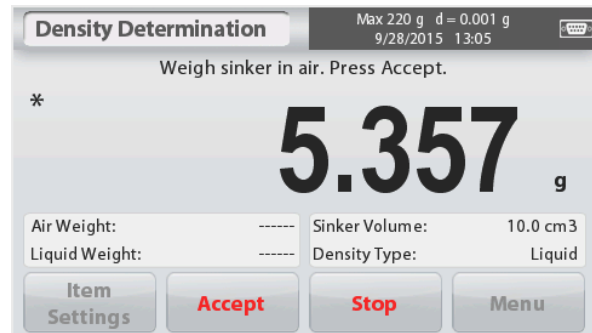 Density Determination
Max 220 g d = 0.001 g
9/28/2015 13:05
Weigh sinker in air. Press Accept.
*
5.357 g
Air Weight: ------
Sinker Volume: 10.0 cm3
Liquid Weight: ------
Density Type: Liquid
Item Settings
Accept
Stop
Menu